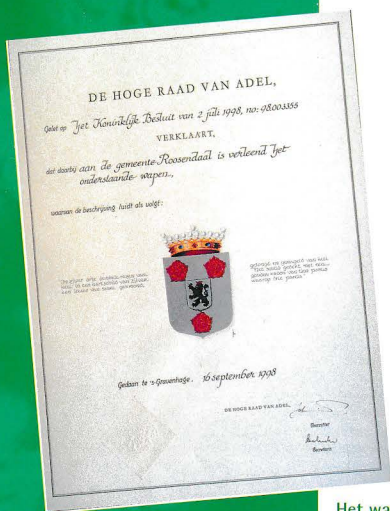 DE HOGE RAAD VAN ADEL,
Gelet op het Koninklijk Besluit van 2 juli 1998, no: 98.003355
VERKLAART,
dat daarbij aan de gemeente Roosendaal is verleend het
onderstaande wapen,
waarvan de beschrijving luidt als volgt:
Gedaan te 's-Gravenhage, 16 september 1998
DE HOGE RAAD VAN ADEL,
Voorzitter
Secretaris
Het wa